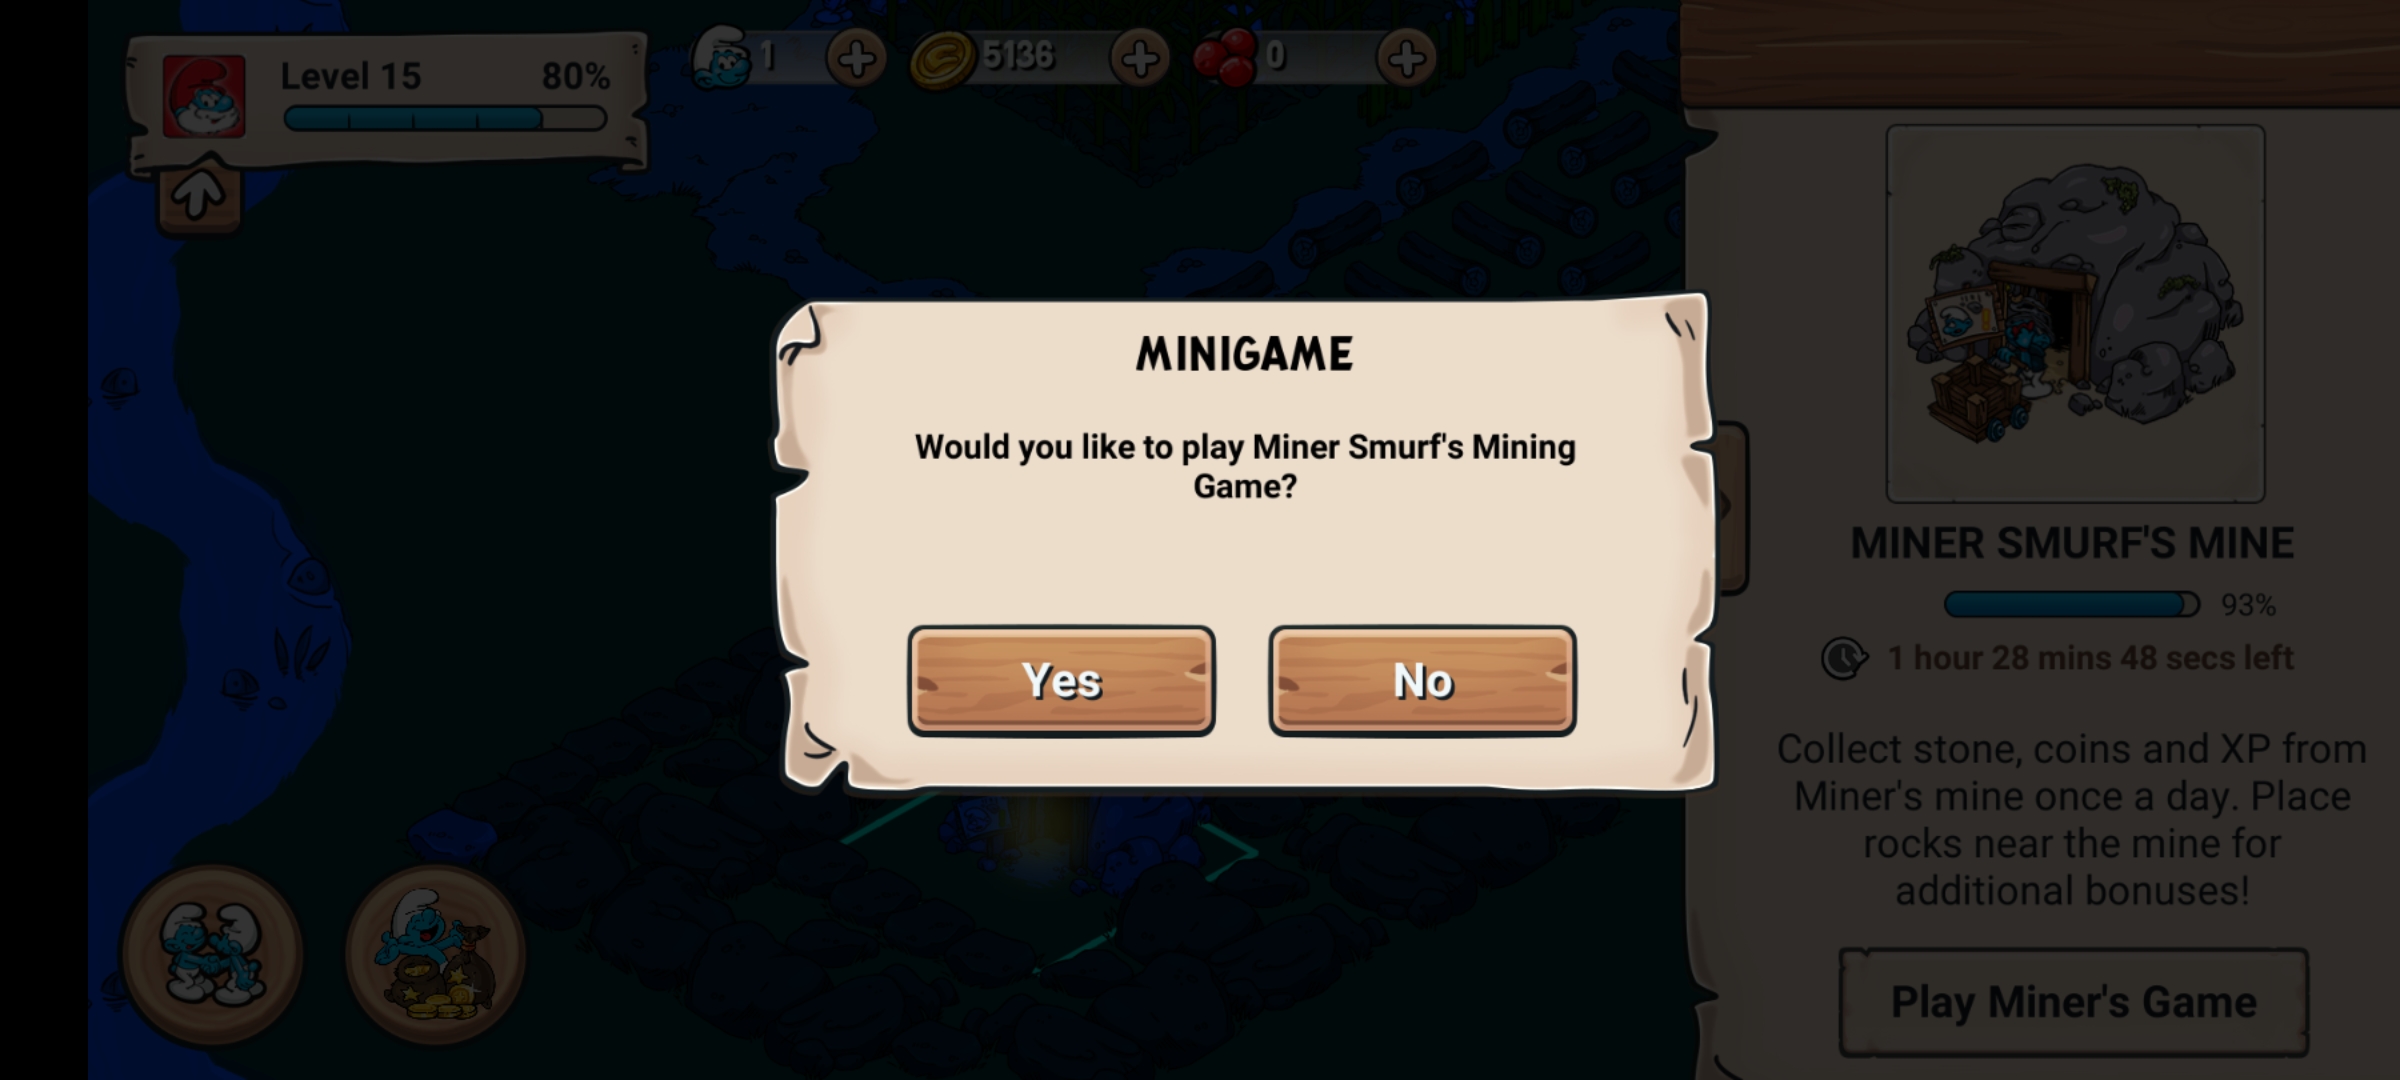 Level 15 80%
1
5136
0
MINIGAME
Would you like to play Miner Smurf's Mining
Game?
Yes
No
MINER SMURF'S MINE
93%
1 hour 28 mins 48 secs left
Collect stone, coins and XP from
Miner's mine once a day. Place
rocks near the mine for
additional bonuses!
Play Miner's Game